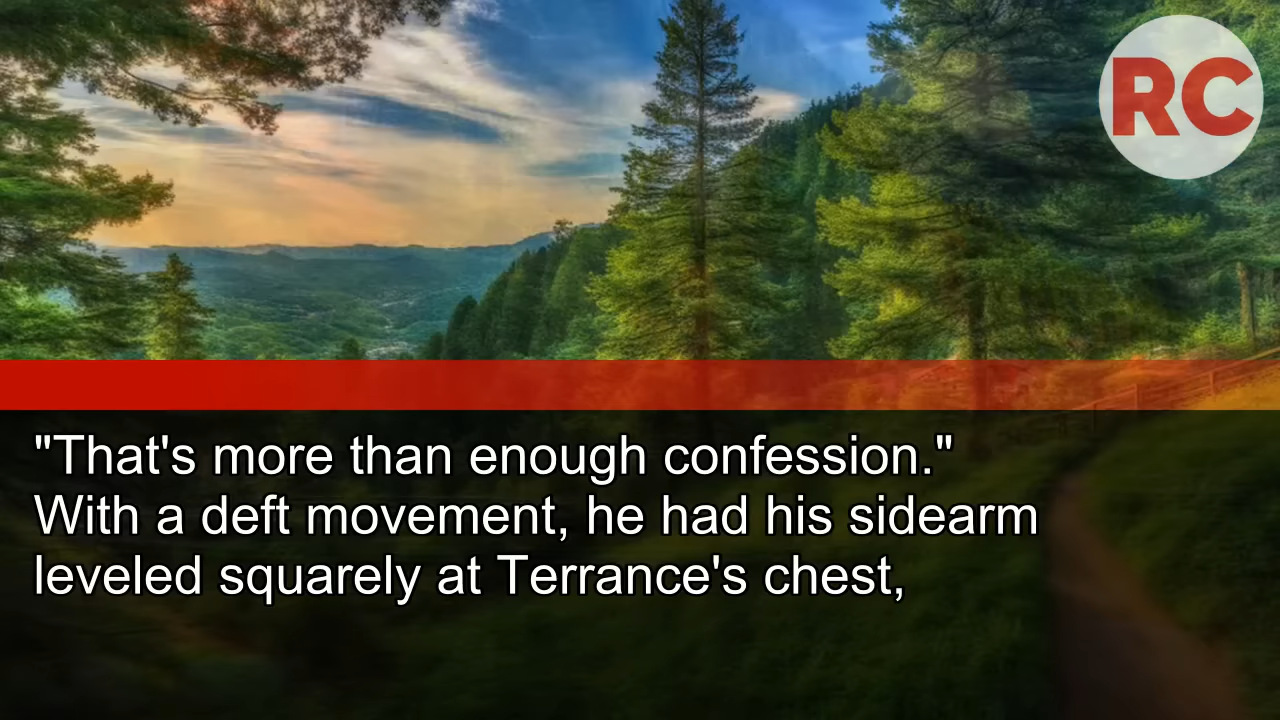 RC
"That's more than enough confession."
With a deft movement, he had his sidearm
leveled squarely at Terrance's chest,